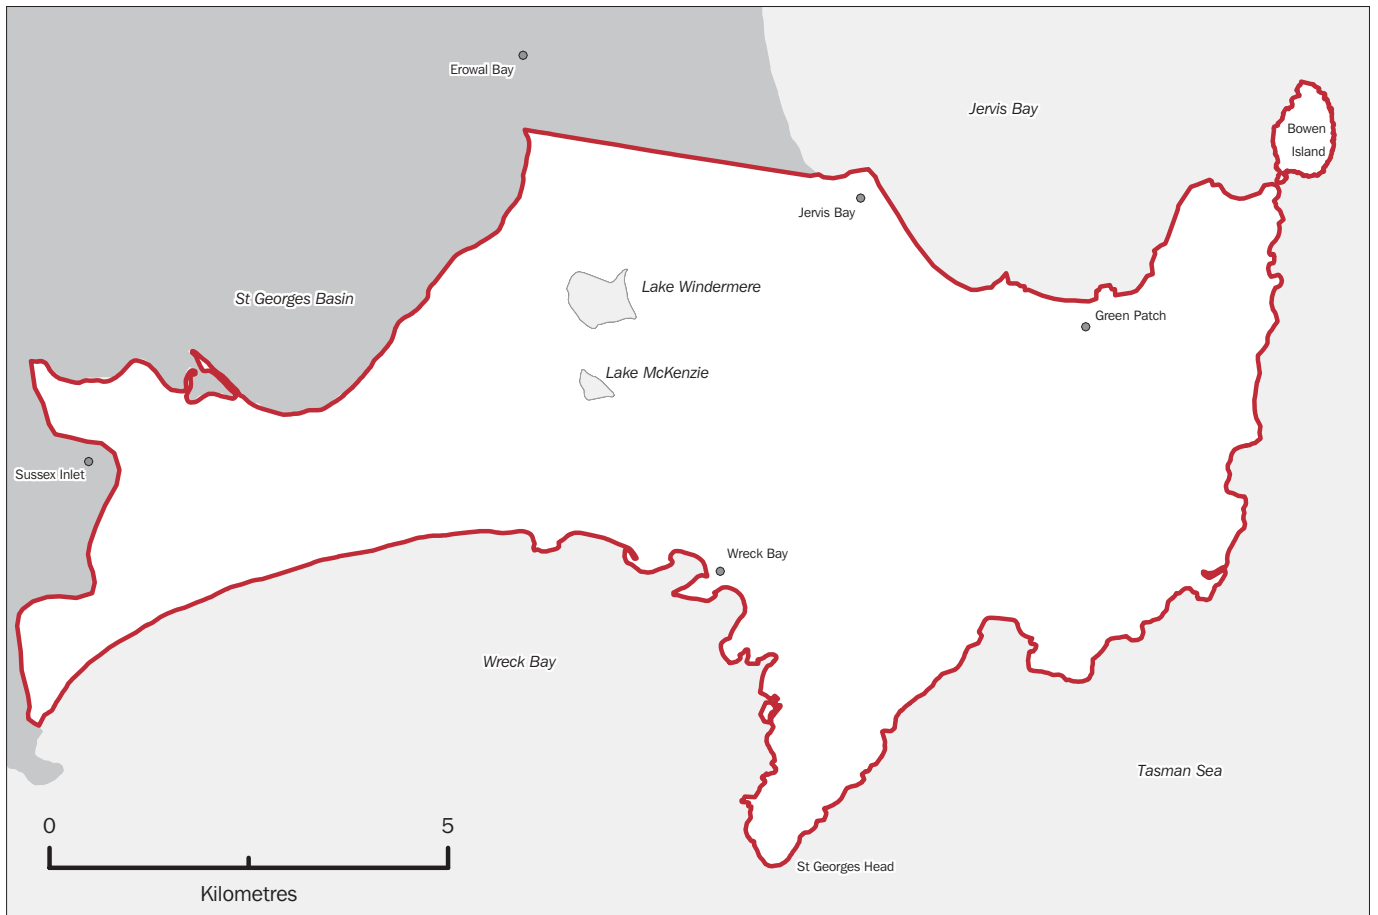 Erowal Bay
Jervis Bay
Bowen
Island
Jervis Bay
Lake Windermere
St Georges Basin
Green Patch
Lake McKenzie
Sussex Inlet
Wreck Bay
Wreck Bay
Tasman Sea
0 5
Kilometres
St Georges Head